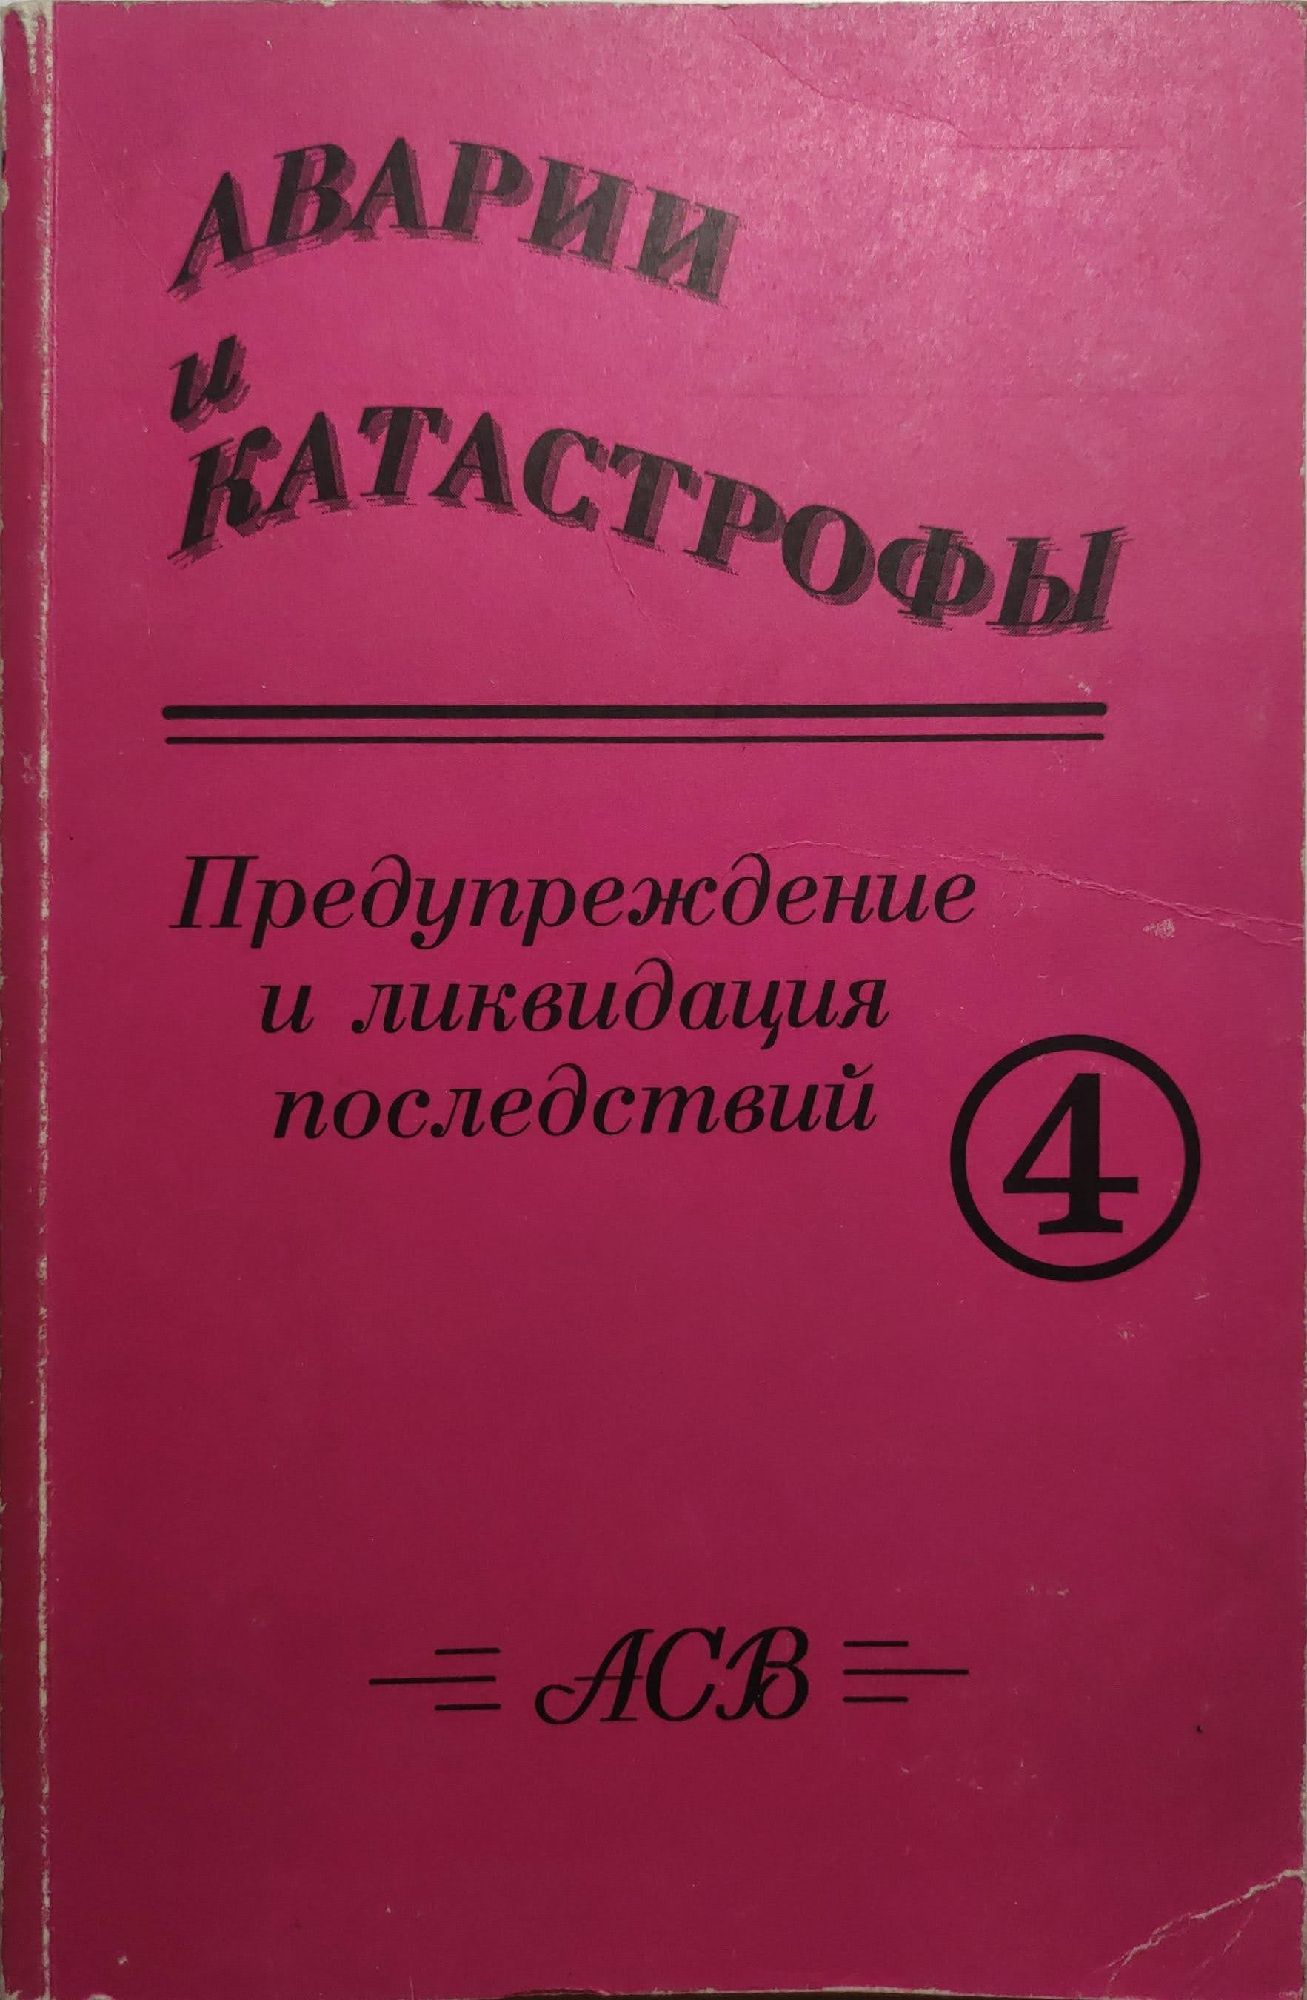 АВАРИИ
и
КАТАСТРОФЫ
Предупреждение
и ликвидация
последствий
4
АСВ